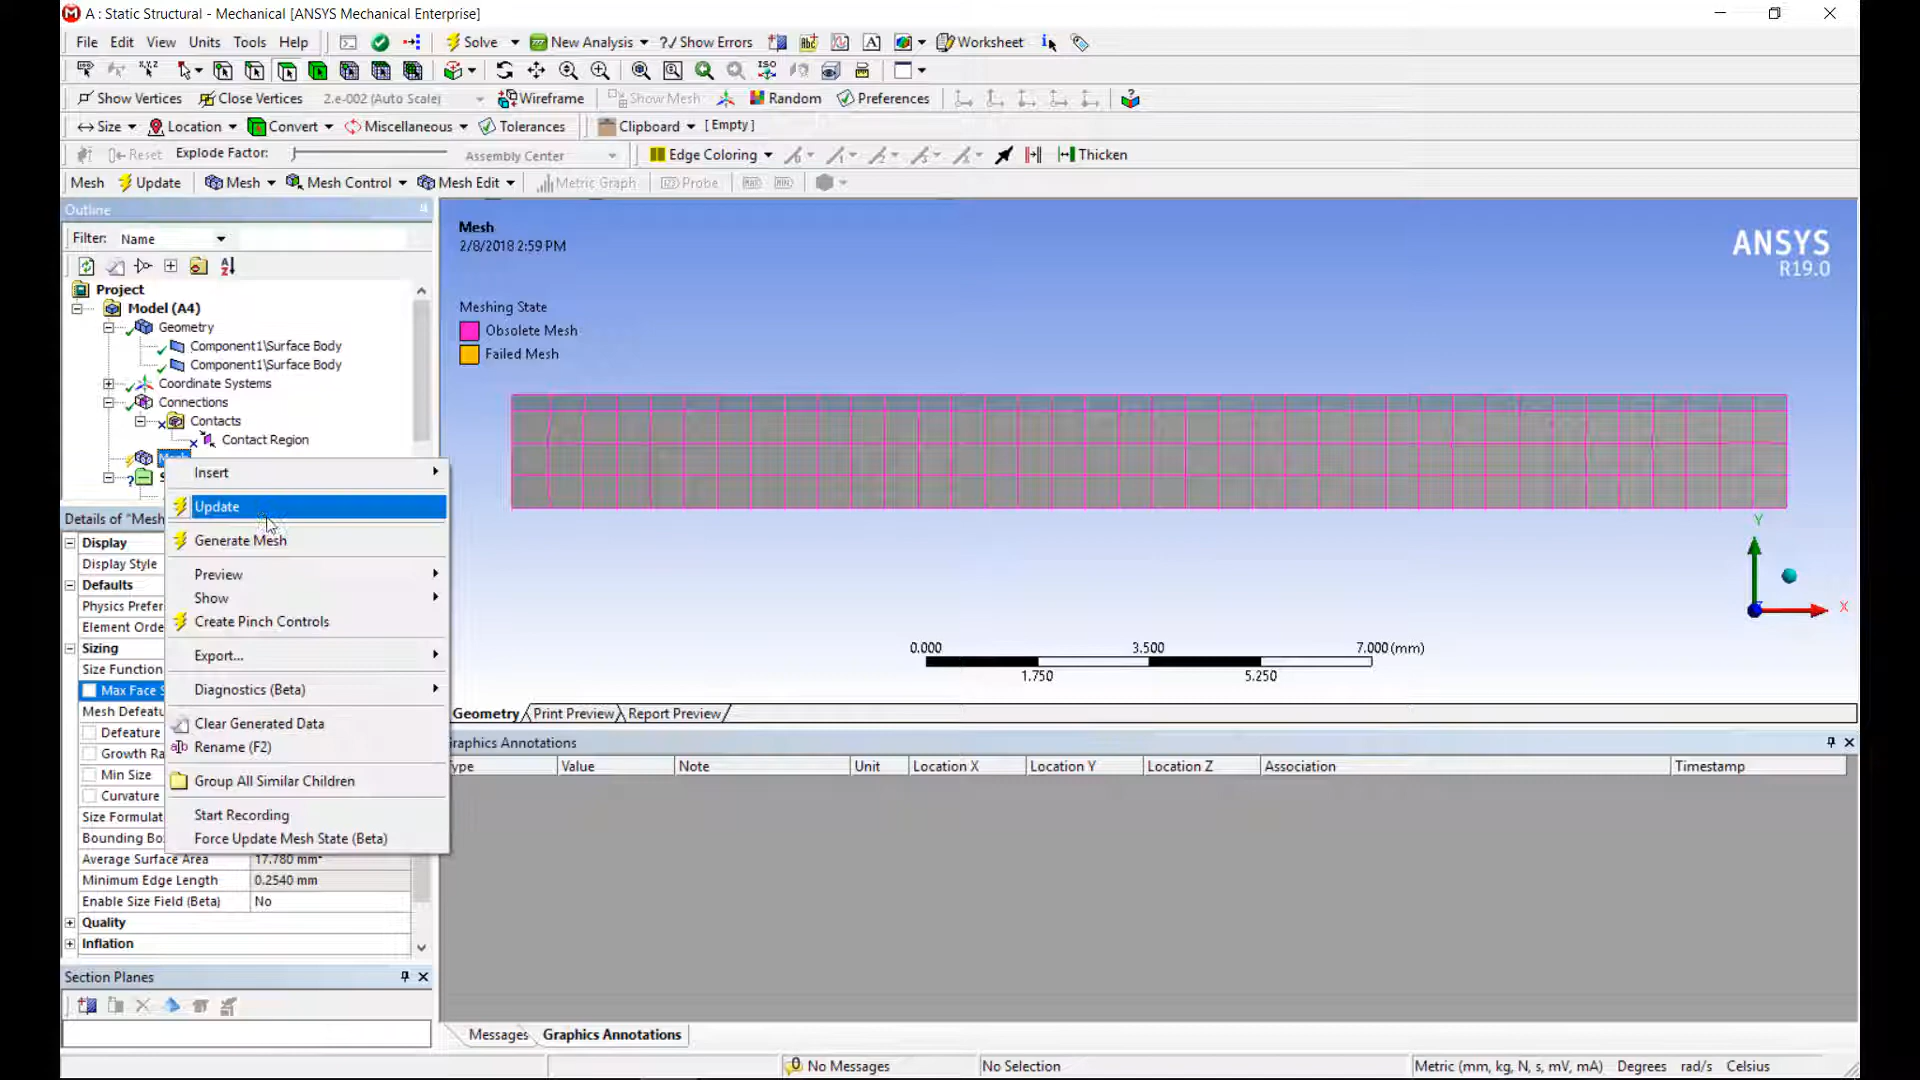 A : Static Structural - Mechanical [ANSYS Mechanical Enterprise]
File Edit View Units Tools Help Solve New Analysis ?/ Show Errors Worksheet
Show Vertices Close Vertices 2.e-002 (Auto Scale) Wireframe Show Mesh Random Preferences
Size Location Convert Miscellaneous Tolerances Clipboard [ Empty ]
Reset Explode Factor: Assembly Center Edge Coloring Thicken
Mesh Update Mesh Mesh Control Mesh Edit Metric Graph Probe
Outline
Filter: Name
Project
Model (A4)
Geometry
Component1\Surface Body
Component1\Surface Body
Coordinate Systems
Connections
Contacts
Contact Region
Insert
Update
Generate Mesh
Preview
Show
Create Pinch Controls
Export...
Diagnostics (Beta)
Clear Generated Data
Rename (F2)
Group All Similar Children
Start Recording
Force Update Mesh State (Beta)
Details of "Mesh
Display
Display Style
Defaults
Physics Prefer
Element Orde
Sizing
Size Function
Max Face S
Mesh Defeatu
Defeature
Growth Ra
Min Size
Curvature
Size Formulat
Bounding Bo
Average Surface Area 17.780 mm²
Minimum Edge Length 0.2540 mm
Enable Size Field (Beta) No
Quality
Inflation
Section Planes
Mesh
2/8/2018 2:59 PM
Meshing State
Obsolete Mesh
Failed Mesh
ANSYS
R19.0
Y
X
0.000 3.500 7.000 (mm)
1.750 5.250
Geometry Print Preview Report Preview
raphics Annotations
ype Value Note Unit Location X Location Y Location Z Association Timestamp
Messages Graphics Annotations
No Messages No Selection Metric (mm, kg, N, s, mV, mA) Degrees rad/s Celsius